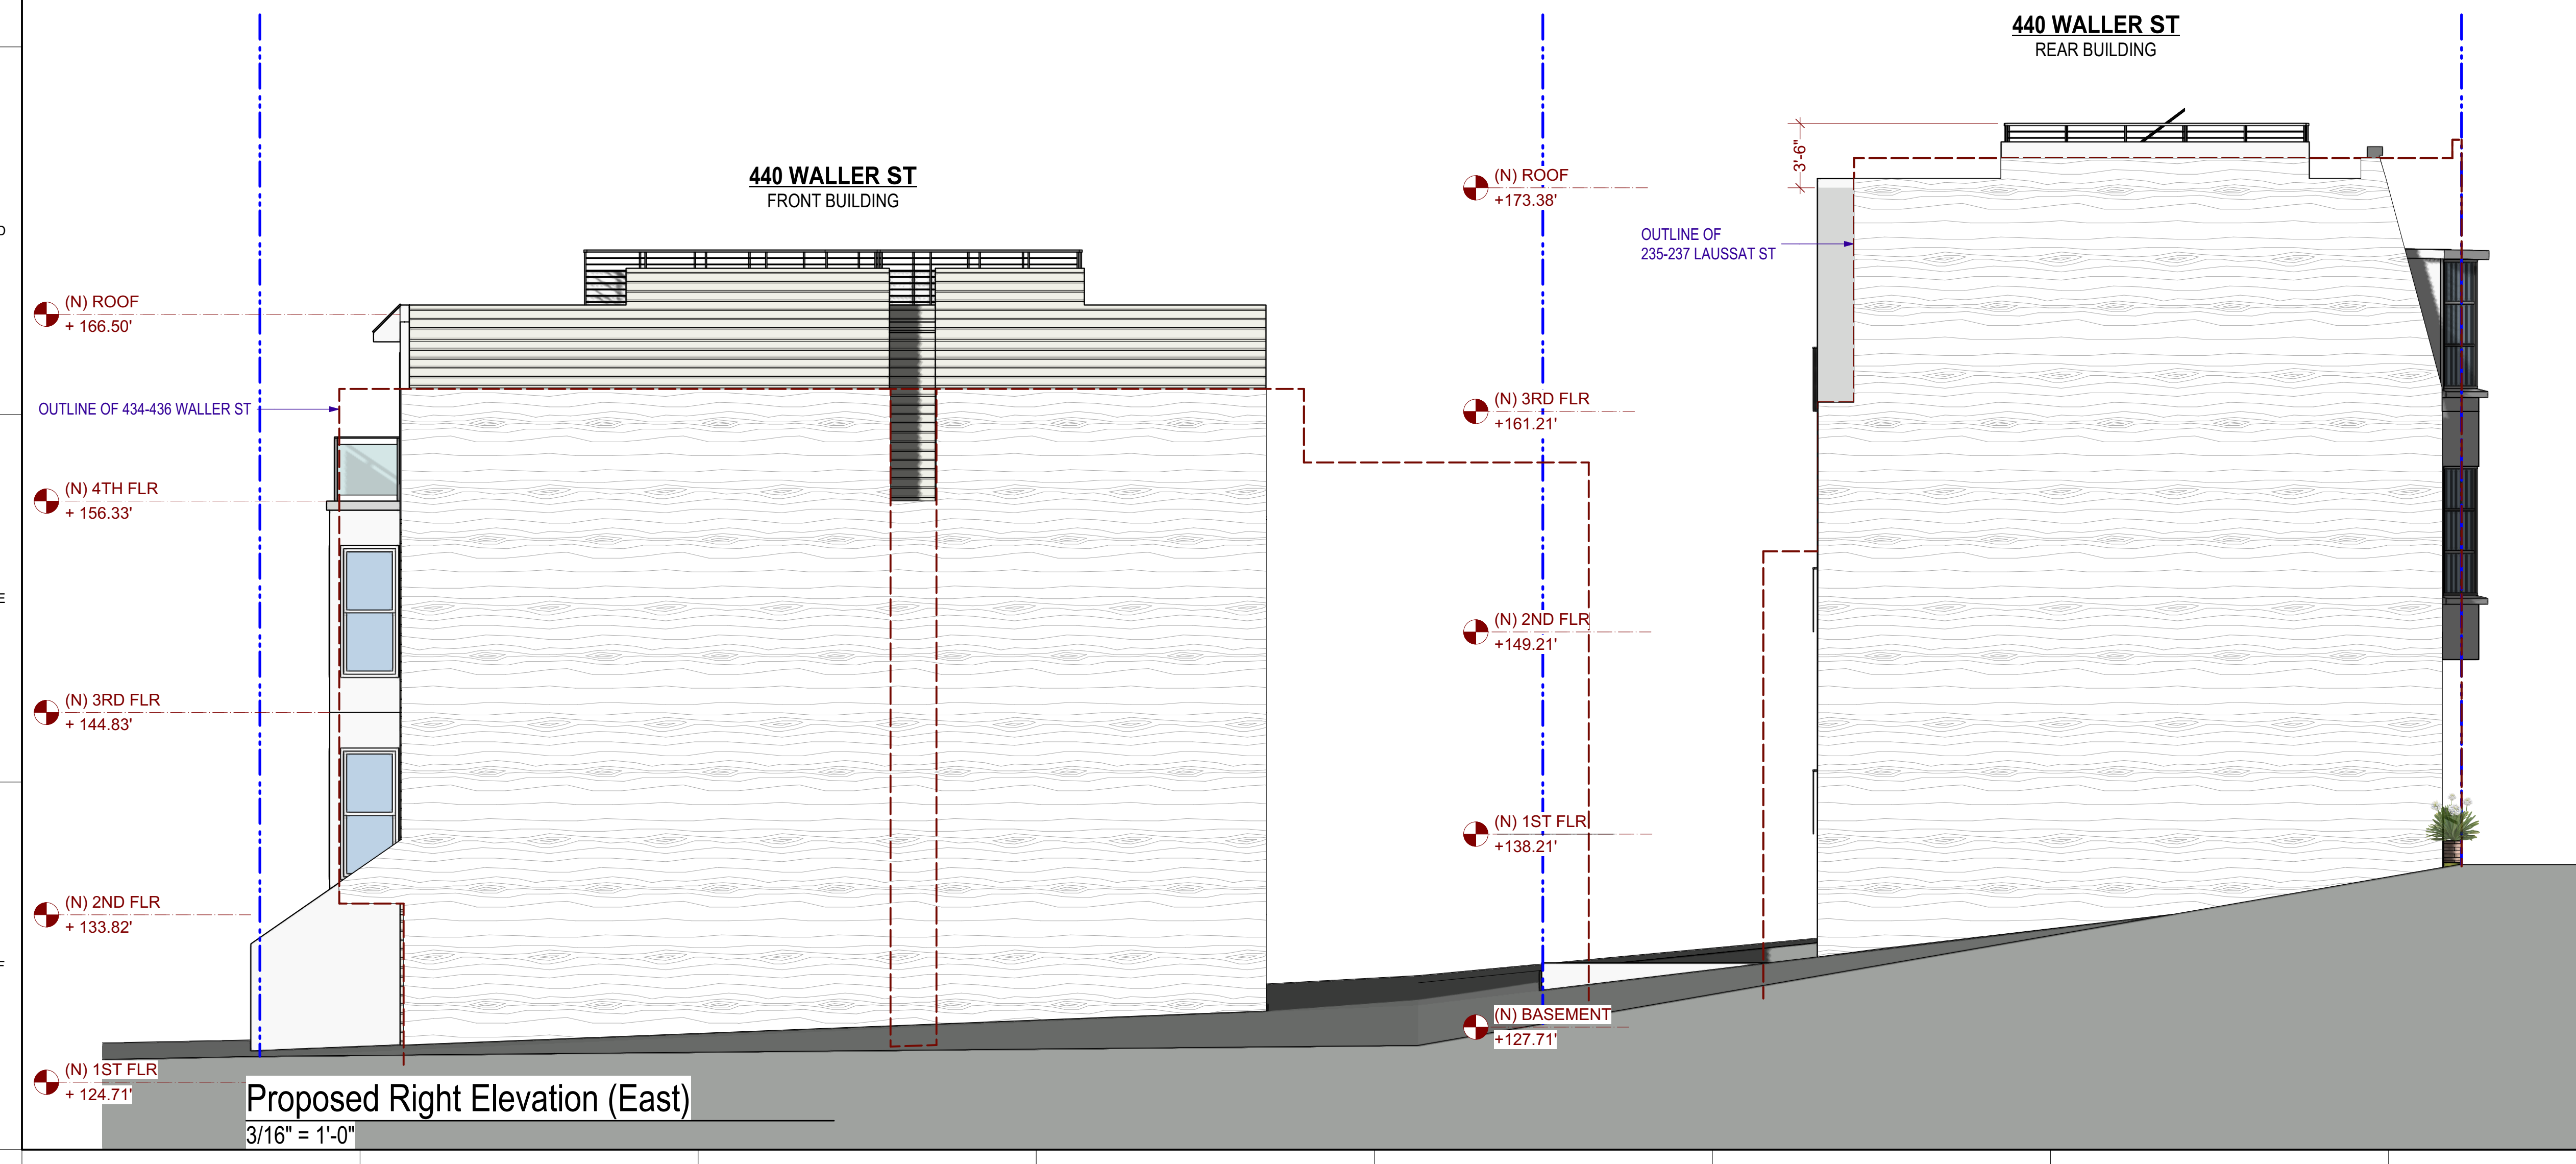 440 WALLER ST
REAR BUILDING
440 WALLER ST
FRONT BUILDING
(N) ROOF
+ 166.50'
OUTLINE OF 434-436 WALLER ST
(N) 4TH FLR
+ 156.33'
(N) 3RD FLR
+ 144.83'
(N) 2ND FLR
+ 133.82'
(N) 1ST FLR
+ 124.71'
(N) ROOF
+173.38'
3'-6"
OUTLINE OF
235-237 LAUSSAT ST
(N) 3RD FLR
+161.21'
(N) 2ND FLR
+149.21'
(N) 1ST FLR
+138.21'
(N) BASEMENT
+127.71'
Proposed Right Elevation (East)
3/16" = 1'-0"